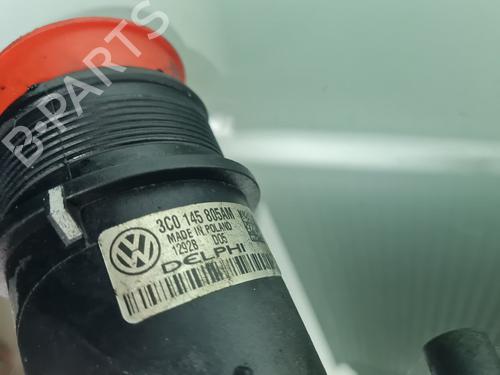 B-PARTS
3C0 145 805AM
MADE IN POLAND
12928 D05
DELPHI